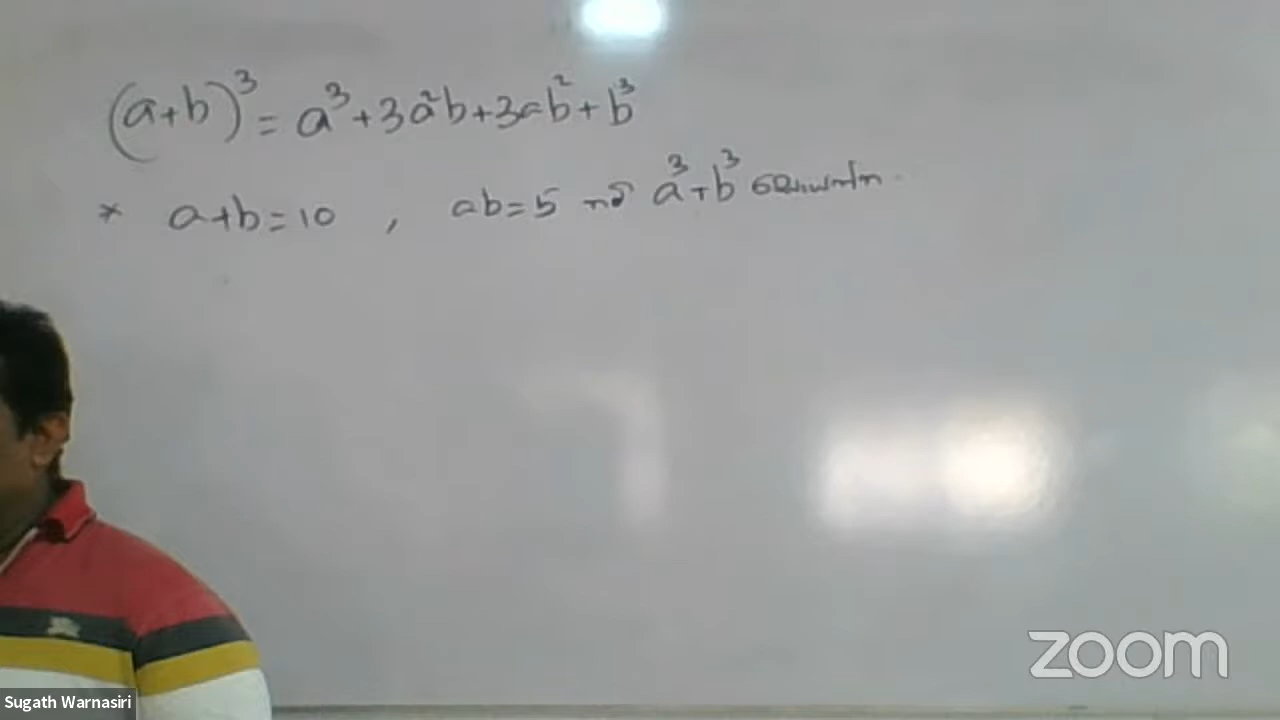 (a+b)³ = a³ + 3a²b + 3ab² + b³
* a+b = 10 , ab = 5 නම් a³+b³ සොයන්න
zoom
Sugath Warnasiri